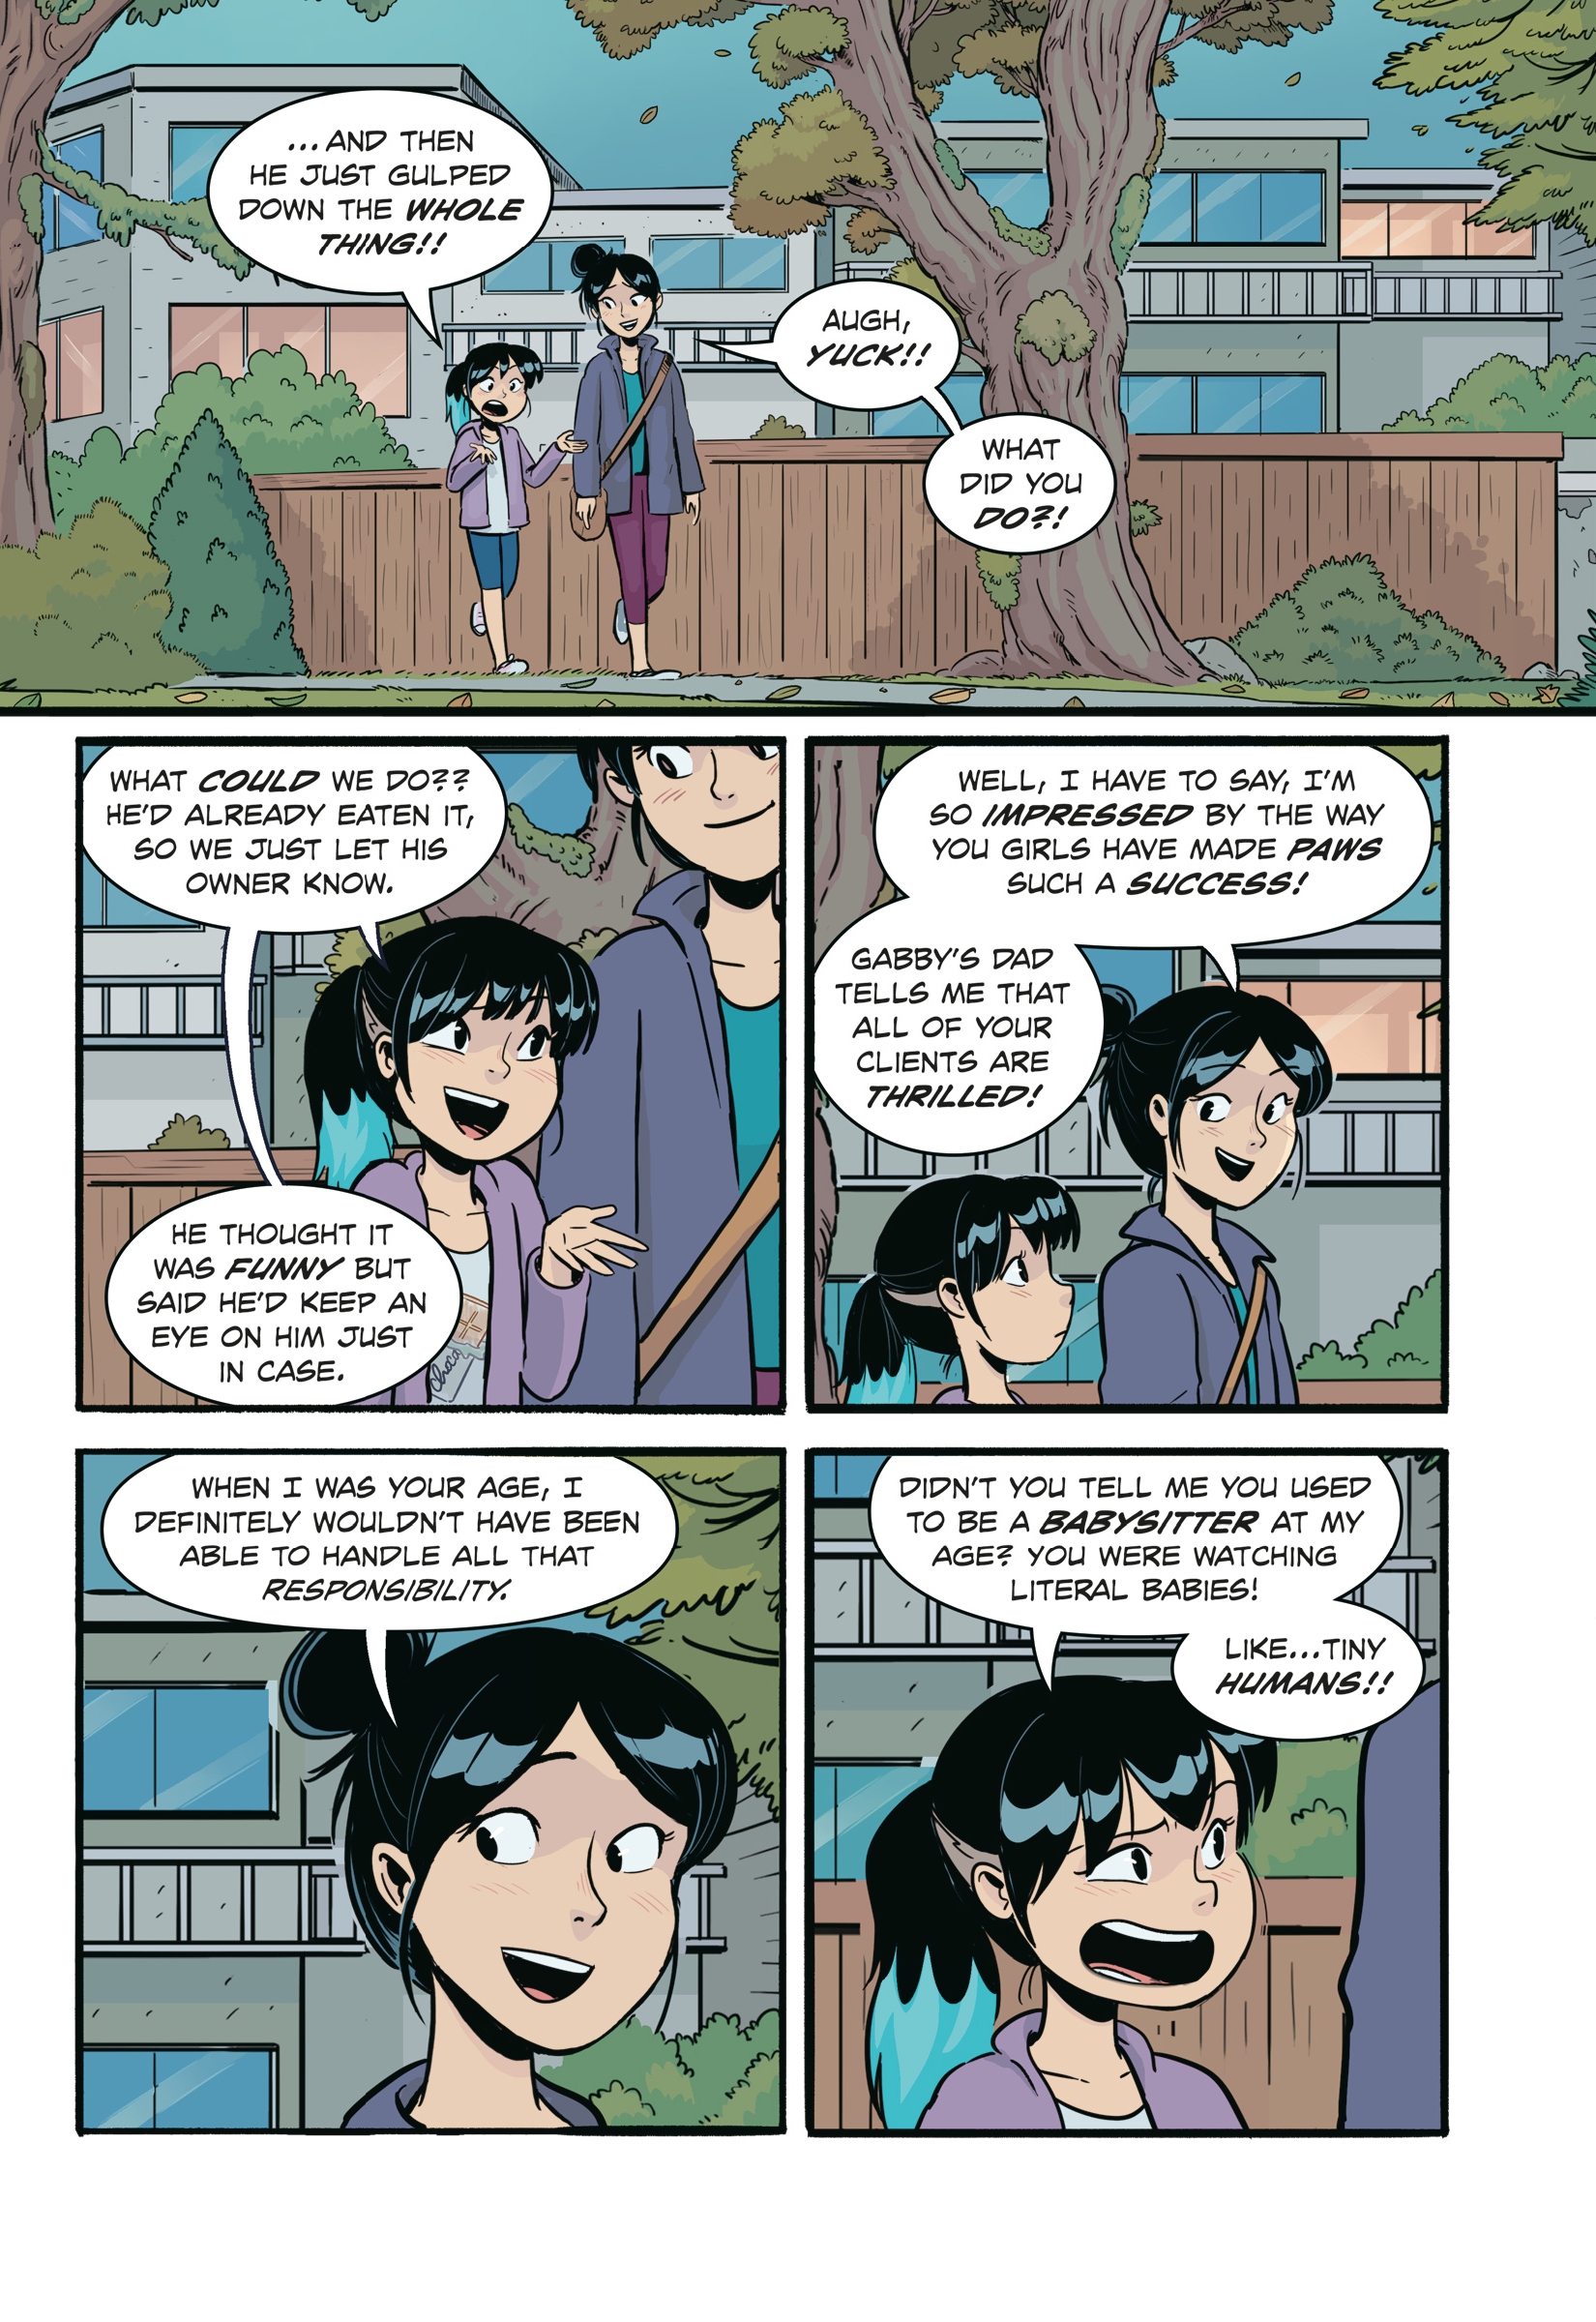 ...AND THEN
HE JUST GULPED
DOWN THE WHOLE
THING!!
AUGH,
YUCK!!
WHAT
DID YOU
DO?!
WHAT COULD WE DO??
HE'D ALREADY EATEN IT,
SO WE JUST LET HIS
OWNER KNOW.
HE THOUGHT IT
WAS FUNNY BUT
SAID HE'D KEEP AN
EYE ON HIM JUST
IN CASE.
choco
WELL, I HAVE TO SAY, I'M
SO IMPRESSED BY THE WAY
YOU GIRLS HAVE MADE PAWS
SUCH A SUCCESS!
GABBY'S DAD
TELLS ME THAT
ALL OF YOUR
CLIENTS ARE
THRILLED!
WHEN I WAS YOUR AGE, I
DEFINITELY WOULDN'T HAVE BEEN
ABLE TO HANDLE ALL THAT
RESPONSIBILITY.
DIDN'T YOU TELL ME YOU USED
TO BE A BABYSITTER AT MY
AGE? YOU WERE WATCHING
LITERAL BABIES!
LIKE...TINY
HUMANS!!